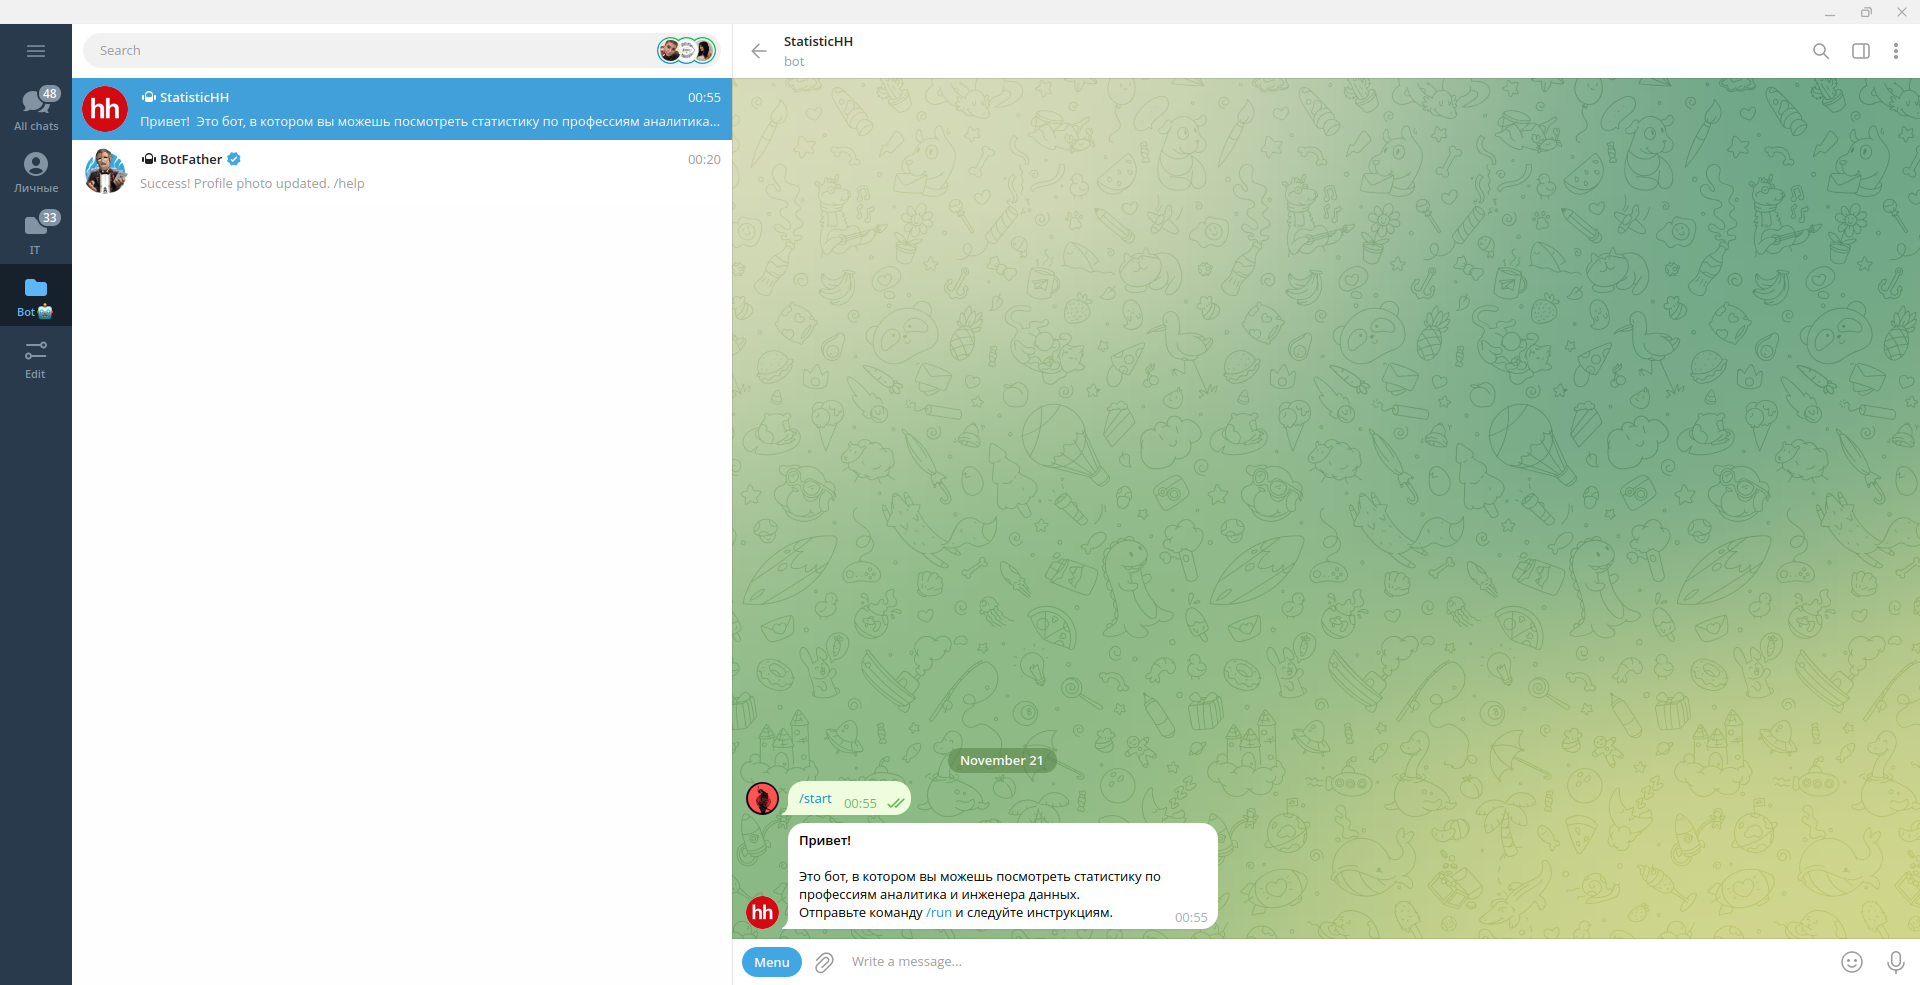 Search
48
All chats
Личные
33
IT
Bot
Edit
hh
StatisticHH
00:55
Привет! Это бот, в котором вы можешь посмотреть статистику по профессиям аналитика...
BotFather
00:20
Success! Profile photo updated. /help
StatisticHH
bot
November 21
/start
00:55
Привет!
Это бот, в котором вы можешь посмотреть статистику по
профессиям аналитика и инженера данных.
Отправьте команду /run и следуйте инструкциям.
00:55
hh
Menu
Write a message...